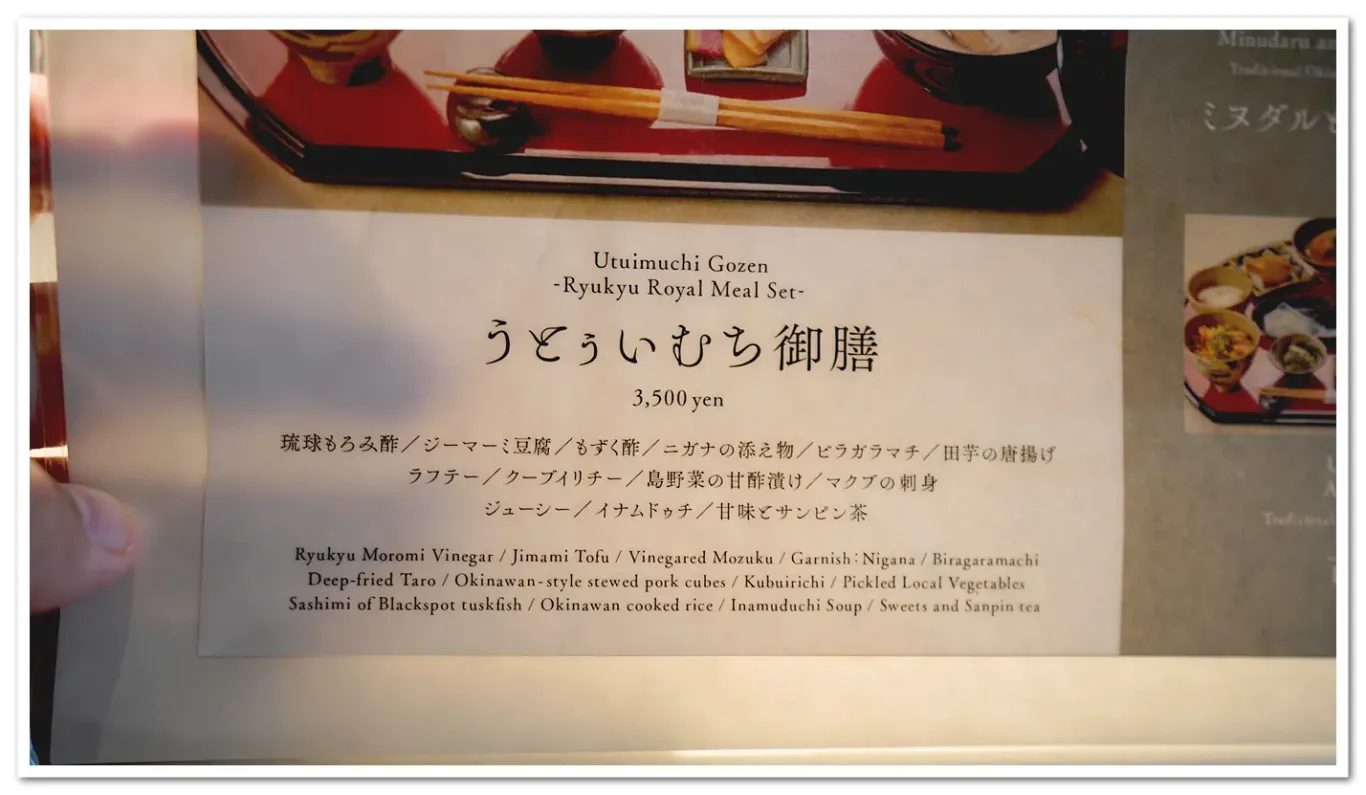 Utuimuchi Gozen
-Ryukyu Royal Meal Set-
うとぅいむち御膳
3,500 yen
琉球もろみ酢／ジーマーミ豆腐／もずく酢／ニガナの添え物／ビラガラマチ／田芋の唐揚げ
ラフテー／クーブイリチー／島野菜の甘酢漬け／マクブの刺身
ジューシー／イナムドゥチ／甘味とサンピン茶
Ryukyu Moromi Vinegar / Jimami Tofu / Vinegared Mozuku / Garnish : Nigana / Biragaramachi
Deep-fried Taro / Okinawan-style stewed pork cubes / Kubuirichi / Pickled Local Vegetables
Sashimi of Blackspot tuskfish / Okinawan cooked rice / Inamuduchi Soup / Sweets and Sanpin tea
Minudaru
Traditional
ミヌダル